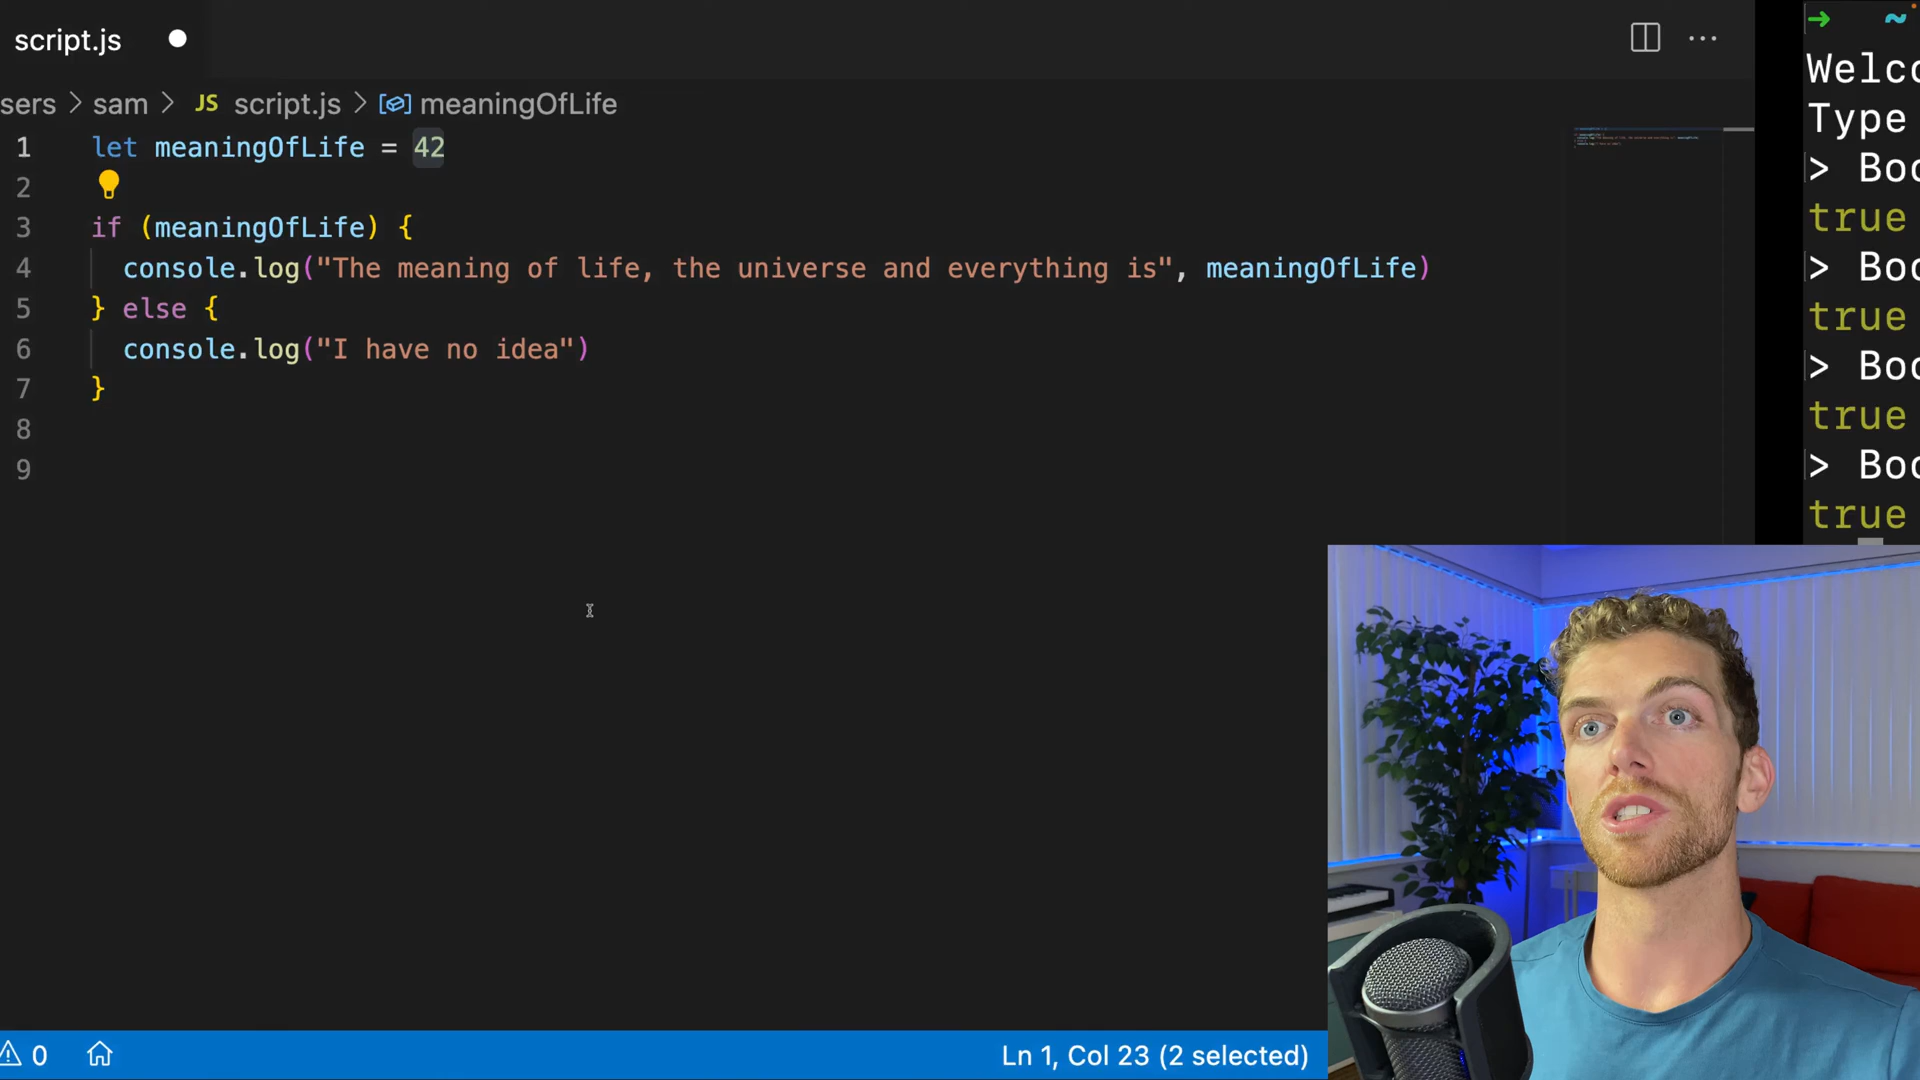 script.js
sers > sam > JS script.js > meaningOfLife
1 let meaningOfLife = 42
2
3 if (meaningOfLife) {
4 console.log("The meaning of life, the universe and everything is", meaningOfLife)
5 } else {
6 console.log("I have no idea")
7 }
8
9
0
Ln 1, Col 23 (2 selected)
➜ ~
Welco
Type
> Boo
true
> Boo
true
> Boo
true
> Boo
true